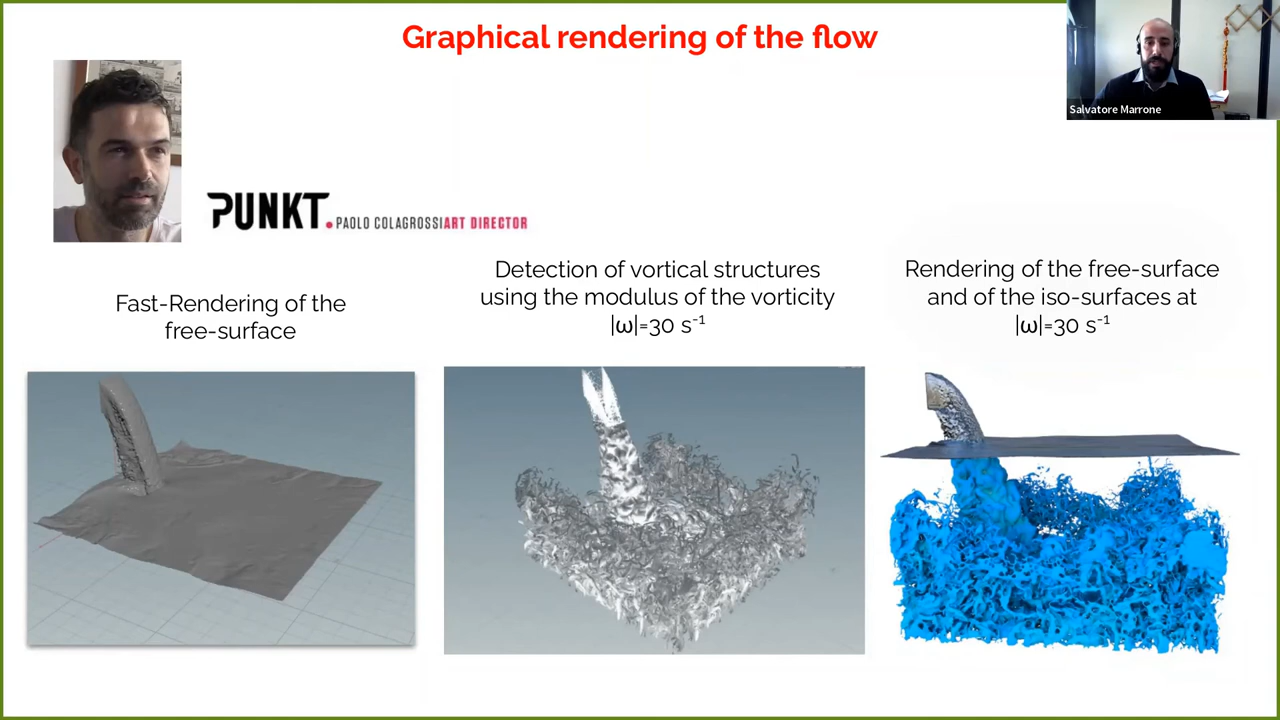 Graphical rendering of the flow
Salvatore Marrone
PUNKT. PAOLO COLAGROSSI ART DIRECTOR
Fast-Rendering of the
free-surface
Detection of vortical structures
using the modulus of the vorticity
|ω|=30 s⁻¹
Rendering of the free-surface
and of the iso-surfaces at
|ω|=30 s⁻¹